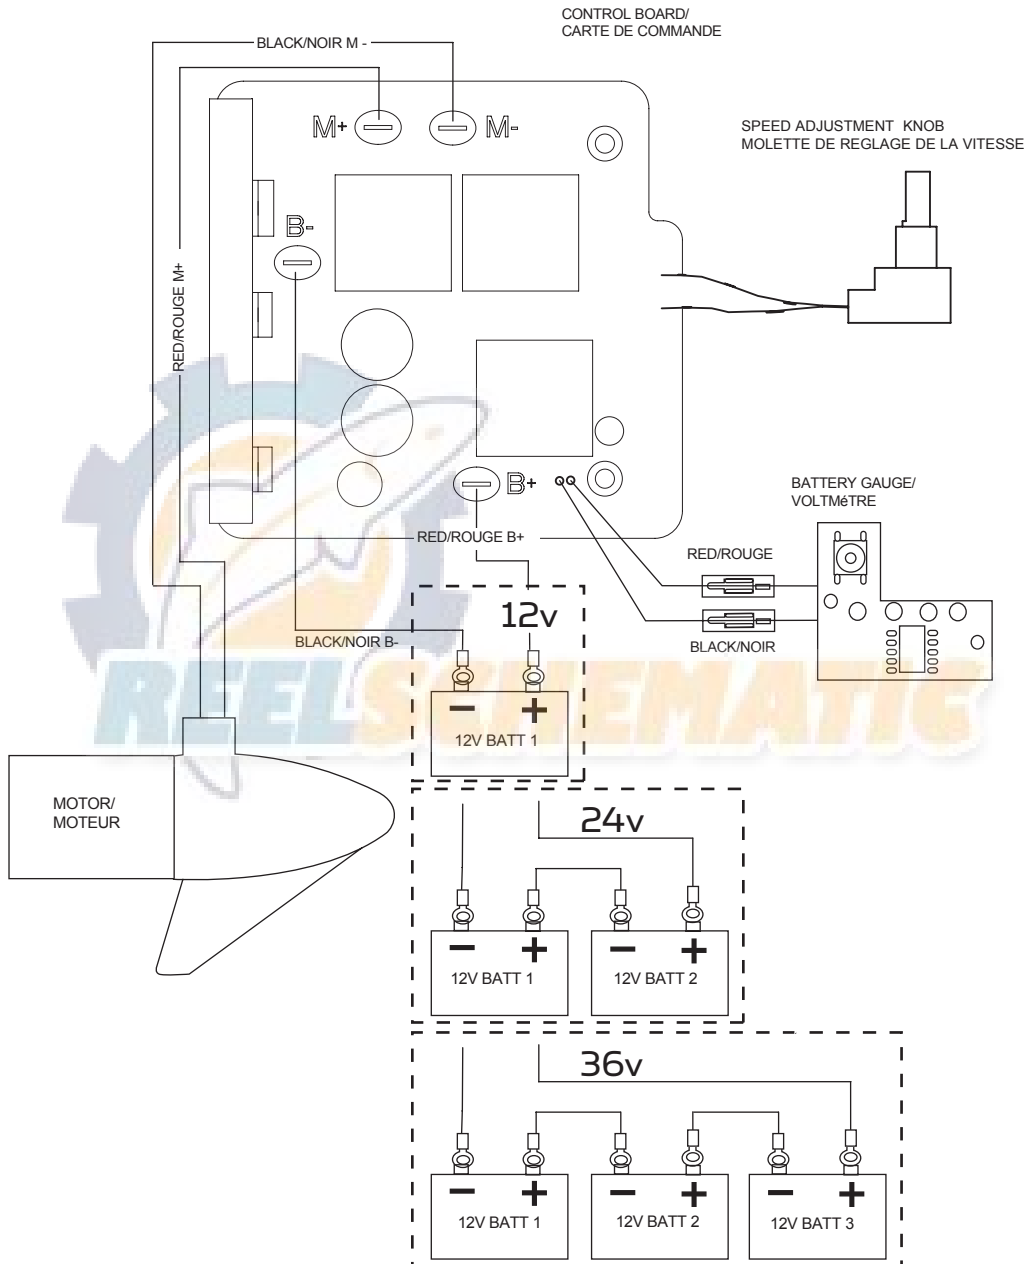 CONTROL BOARD/
CARTE DE COMMANDE
BLACK/NOIR M -
M+
M-
SPEED ADJUSTMENT KNOB
MOLETTE DE REGLAGE DE LA VITESSE
B-
RED/ROUGE M+
B+
BATTERY GAUGE/
VOLTMéTRE
RED/ROUGE B+
RED/ROUGE
12v
BLACK/NOIR B-
BLACK/NOIR
REELSCHEMATIC
- +
12V BATT 1
MOTOR/
MOTEUR
24v
- + - +
12V BATT 1
12V BATT 2
36v
- + - + - +
12V BATT 1
12V BATT 2
12V BATT 3